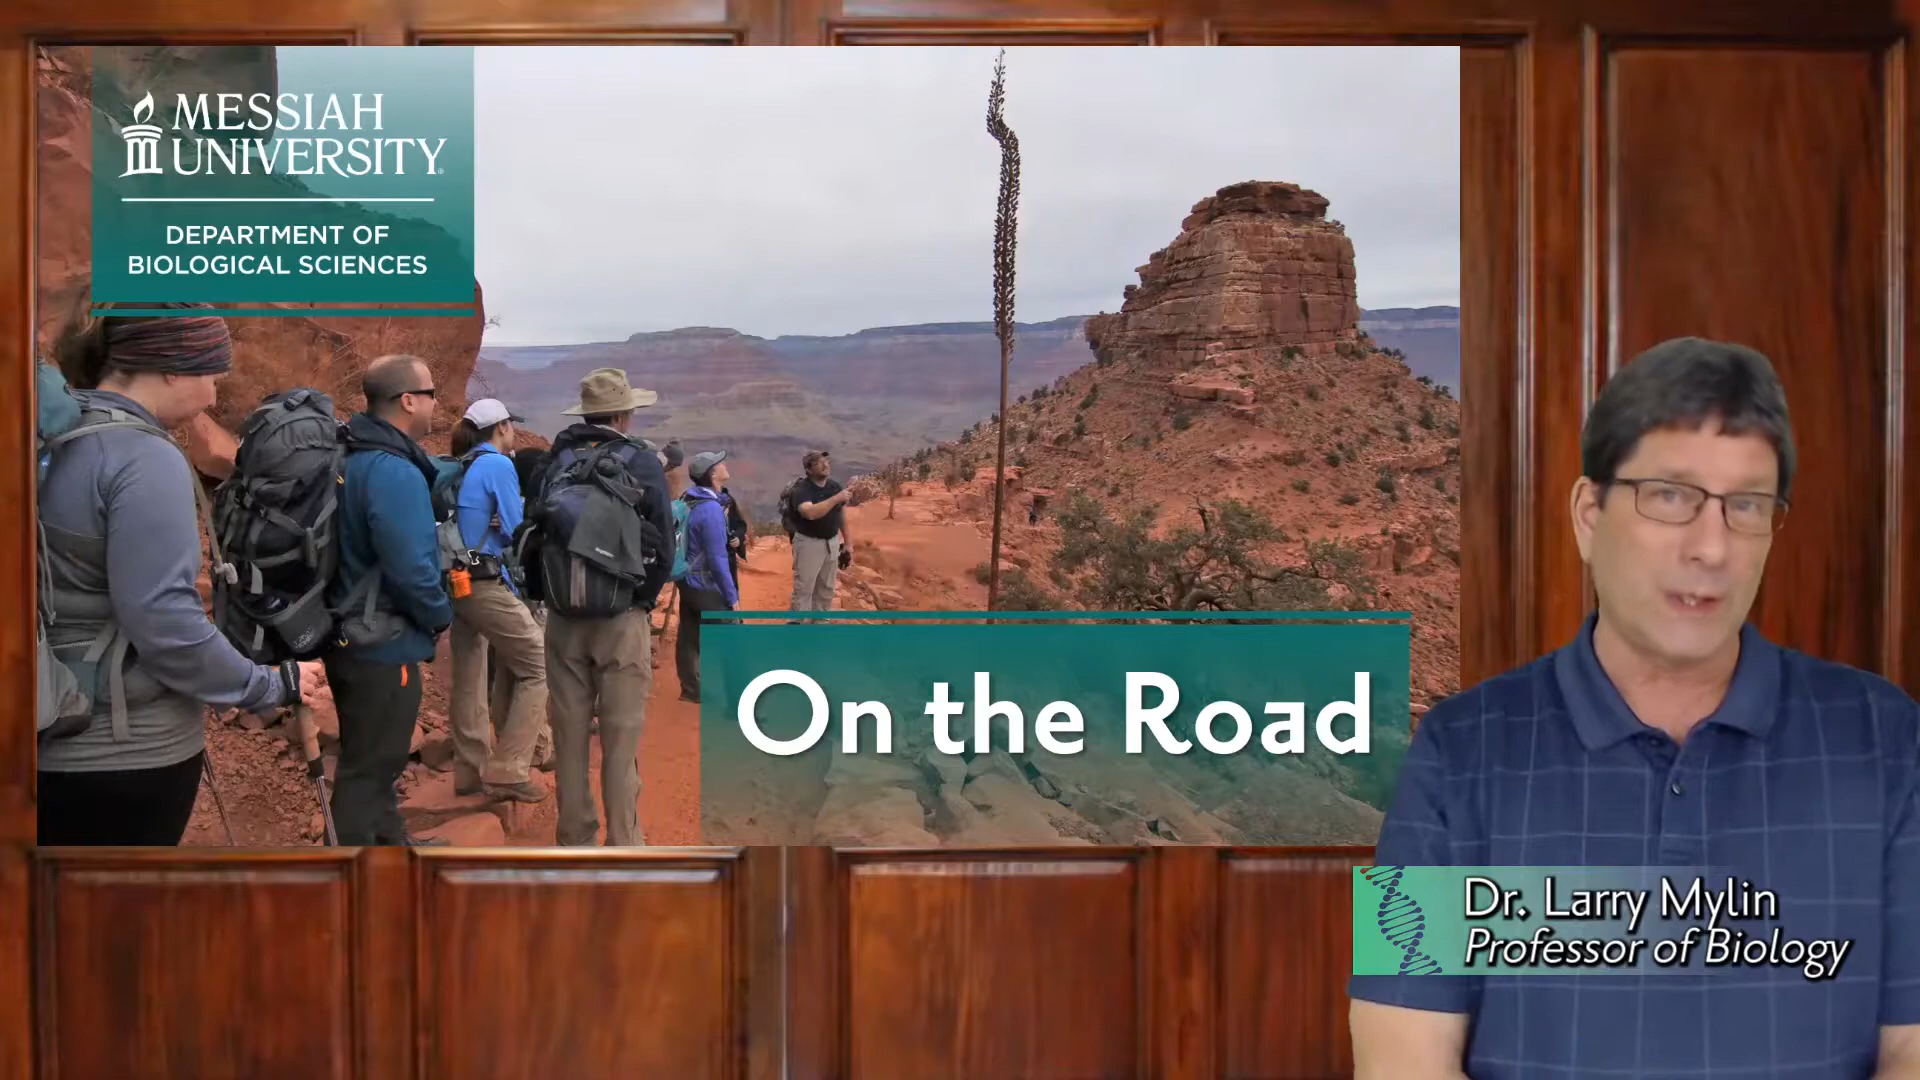 MESSIAH
UNIVERSITY
DEPARTMENT OF
BIOLOGICAL SCIENCES
On the Road
Dr. Larry Mylin
Professor of Biology